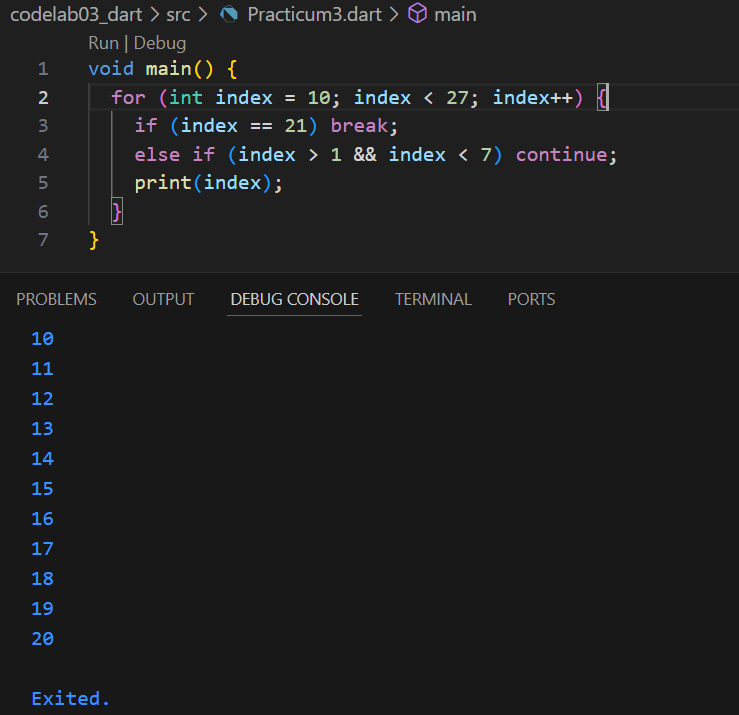 codelab03_dart > src > Practicum3.dart > main
Run | Debug
1 void main() {
2 for (int index = 10; index < 27; index++) {
3 if (index == 21) break;
4 else if (index > 1 && index < 7) continue;
5 print(index);
6 }
7 }
PROBLEMS OUTPUT DEBUG CONSOLE TERMINAL PORTS
10
11
12
13
14
15
16
17
18
19
20
Exited.